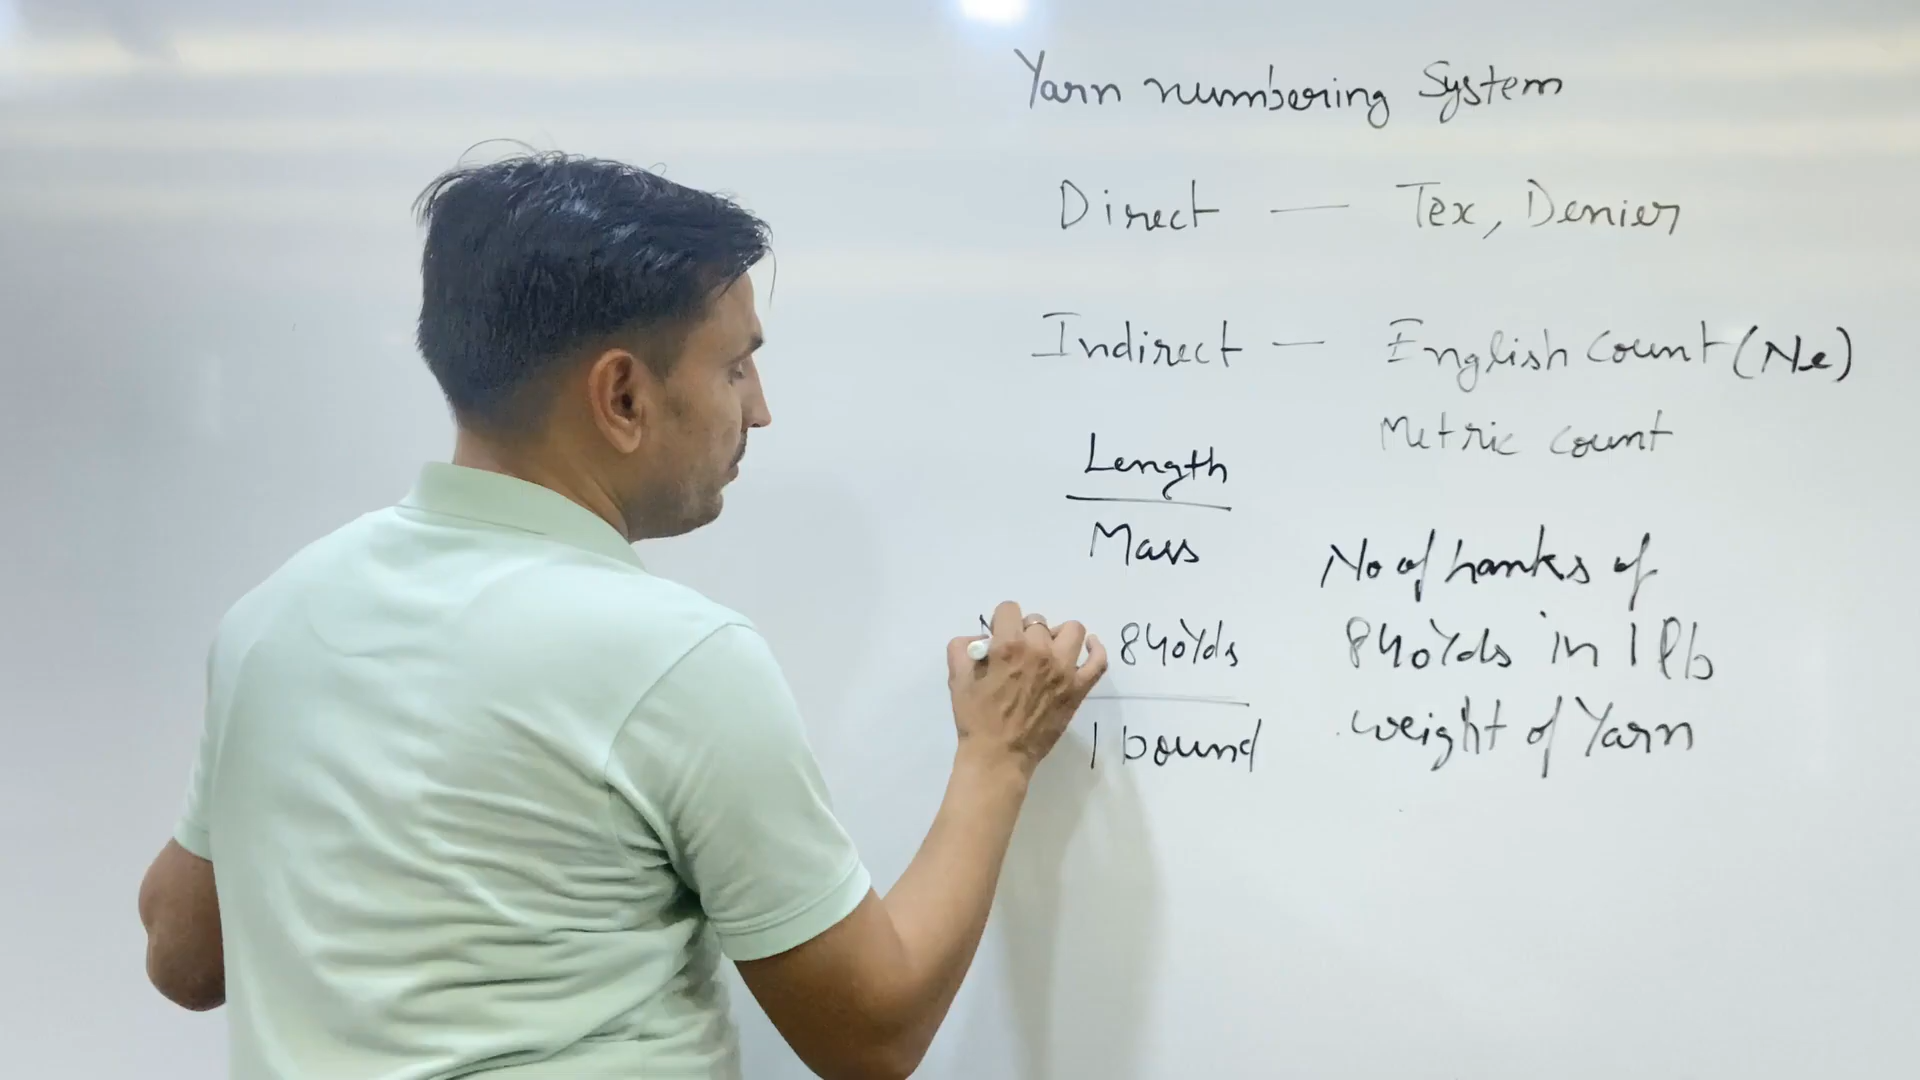 Yarn numbering System
Direct — Tex, Denier
Indirect — English count (Ne)
Metric count
Length
Mass
840Yds
1 pound
No of hanks of
840Yds in 1 lb
weight of Yarn